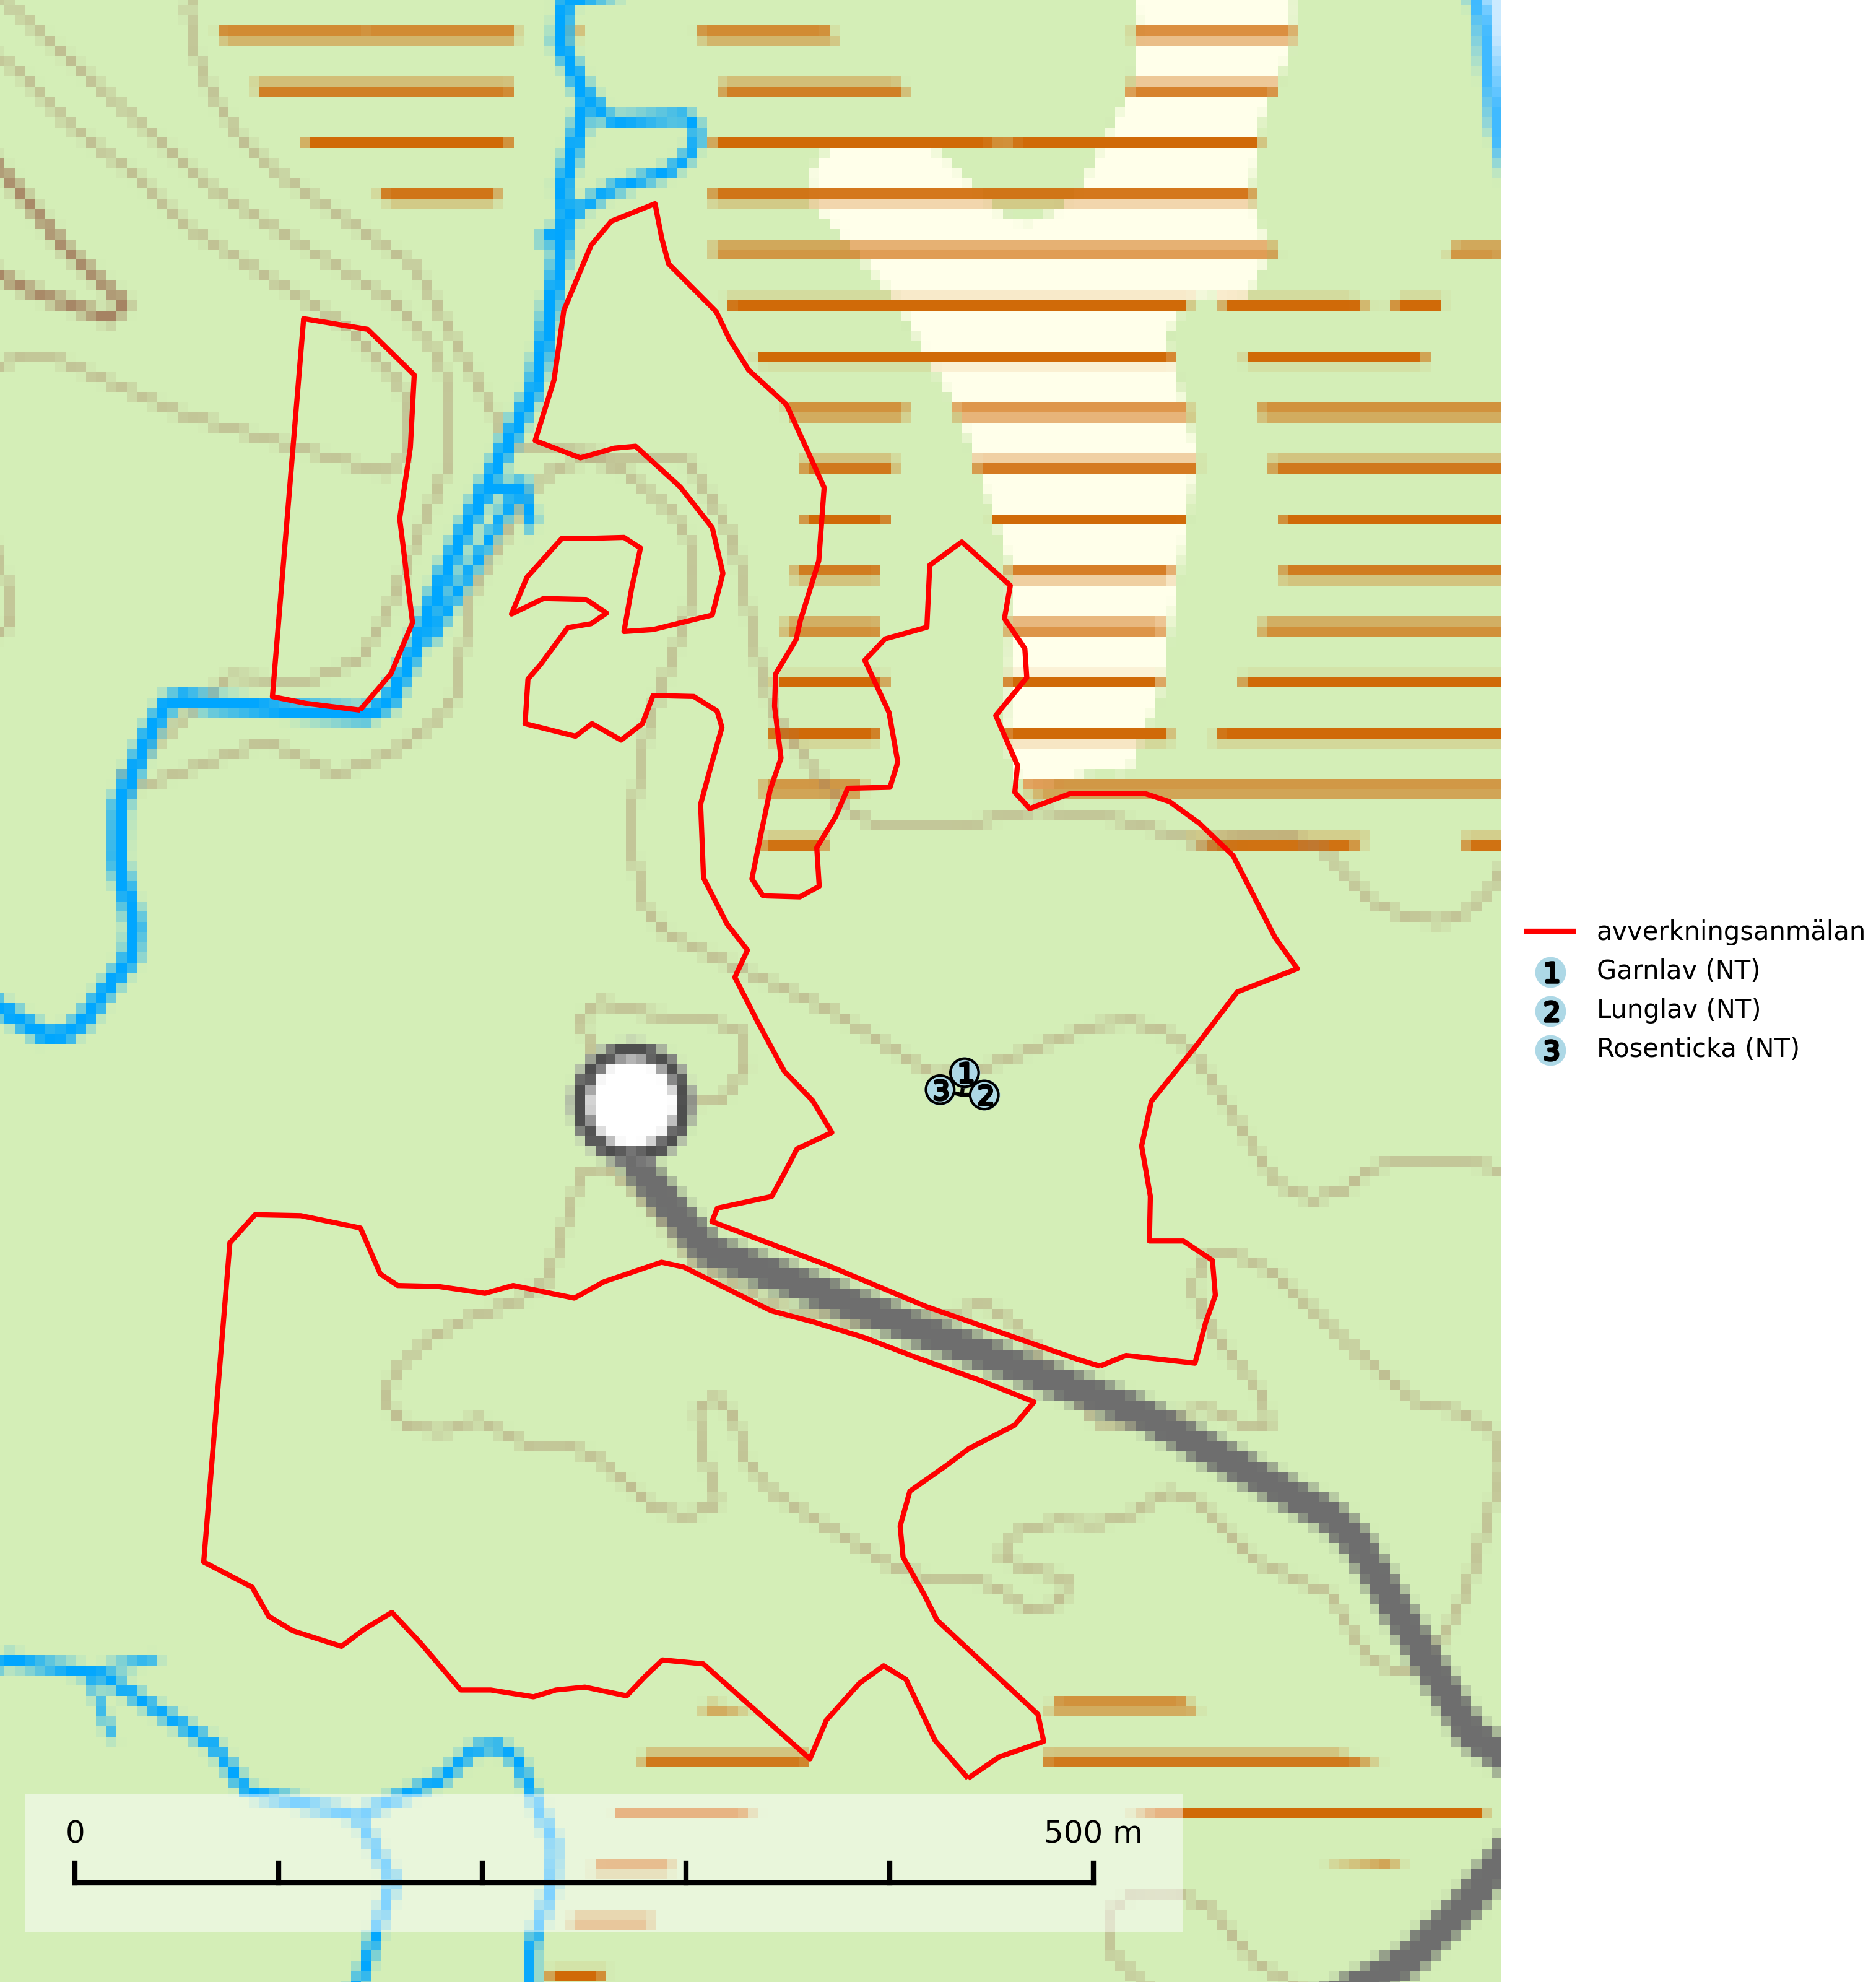 avverkningsanmälan
1 Garnlav (NT)
2 Lunglav (NT)
3 Rosenticka (NT)
1
3 2
0 500 m